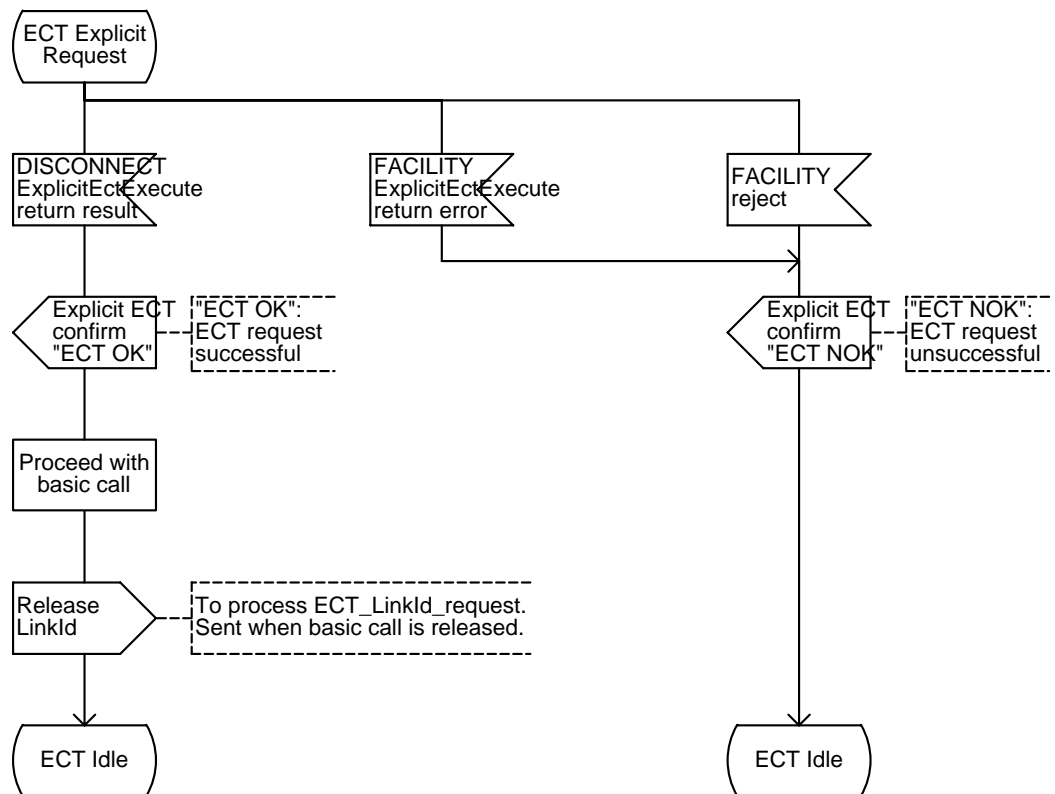 ECT Explicit
Request
DISCONNECT
ExplicitEctExecute
return result
FACILITY
ExplicitEctExecute
return error
FACILITY
reject
Explicit ECT
confirm
"ECT OK"
"ECT OK":
ECT request
successful
Explicit ECT
confirm
"ECT NOK"
"ECT NOK":
ECT request
unsuccessful
Proceed with
basic call
Release
LinkId
To process ECT_LinkId_request.
Sent when basic call is released.
ECT Idle
ECT Idle